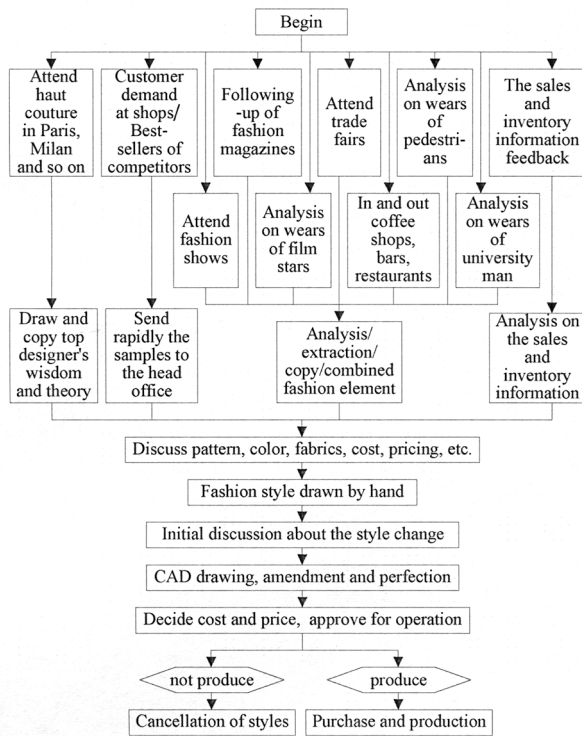 Begin
Attend
haut
couture
in Paris,
Milan
and so on
Customer
demand
at shops/
Best-
sellers of
competitors
Following
-up of
fashion
magazines
Attend
trade
fairs
Analysis
on wears
of
pedestri-
ans
The sales
and
inventory
information
feedback
Attend
fashion
shows
Analysis
on wears
of film
stars
In and out
coffee
shops,
bars,
restaurants
Analysis
on wears
of
university
man
Draw and
copy top
designer's
wisdom
and theory
Send
rapidly the
samples to
the head
office
Analysis/
extraction/
copy/combined
fashion element
Analysis on
the sales
and
inventory
information
Discuss pattern, color, fabrics, cost, pricing, etc.
Fashion style drawn by hand
Initial discussion about the style change
CAD drawing, amendment and perfection
Decide cost and price, approve for operation
not produce
produce
Cancellation of styles
Purchase and production